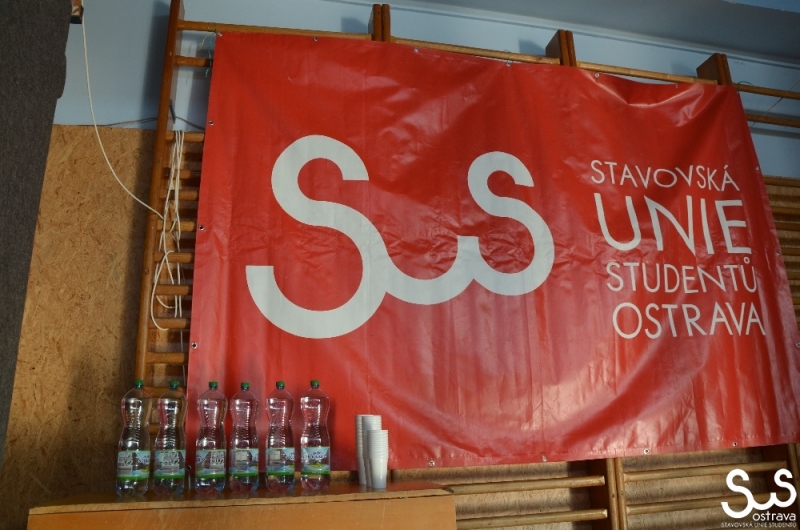 SUS
STAVOVSKÁ
UNIE
STUDENTŮ
OSTRAVA
SUS
ostrava
STAVOVSKÁ UNIE STUDENTŮ